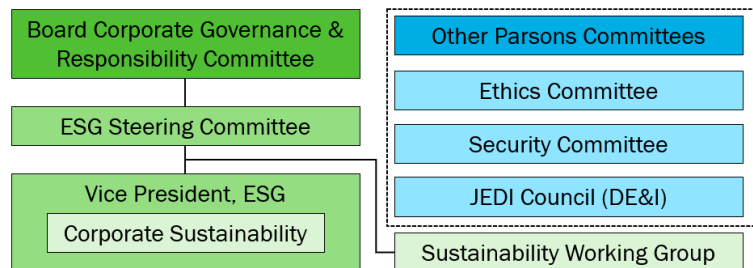 Board Corporate Governance &
Responsibility Committee
ESG Steering Committee
Vice President, ESG
Corporate Sustainability
Other Parsons Committees
Ethics Committee
Security Committee
JEDI Council (DE&I)
Sustainability Working Group